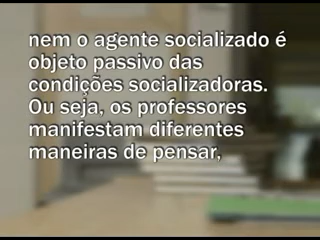 nem o agente socializado é
objeto passivo das
condições socializadoras.
Ou seja, os professores
manifestam diferentes
maneiras de pensar,